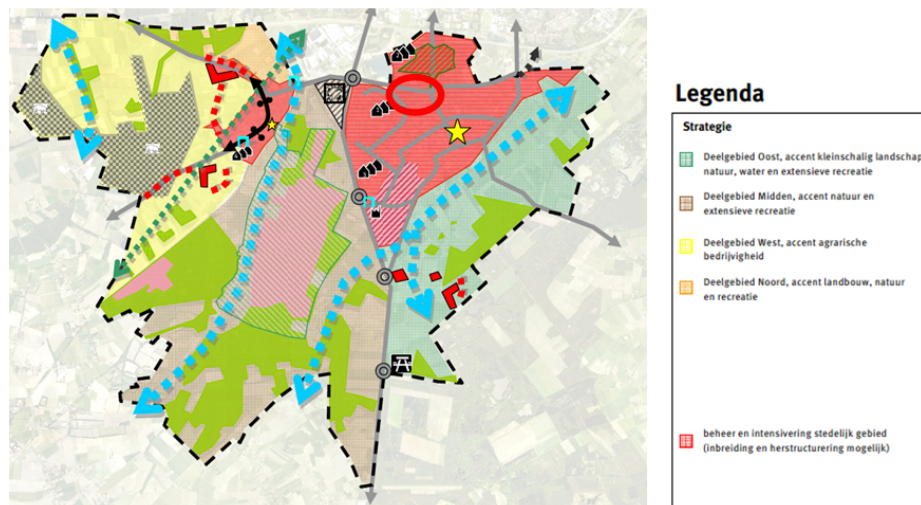 Legenda
Strategie
Deelgebied Oost, accent kleinschalig landschap
natuur, water en extensieve recreatie
Deelgebied Midden, accent natuur en
extensieve recreatie
Deelgebied West, accent agrarische
bedrijvigheid
Deelgebied Noord, accent landbouw, natuur
en recreatie
beheer en intensivering stedelijk gebied
(inbreiding en herstructurering mogelijk)